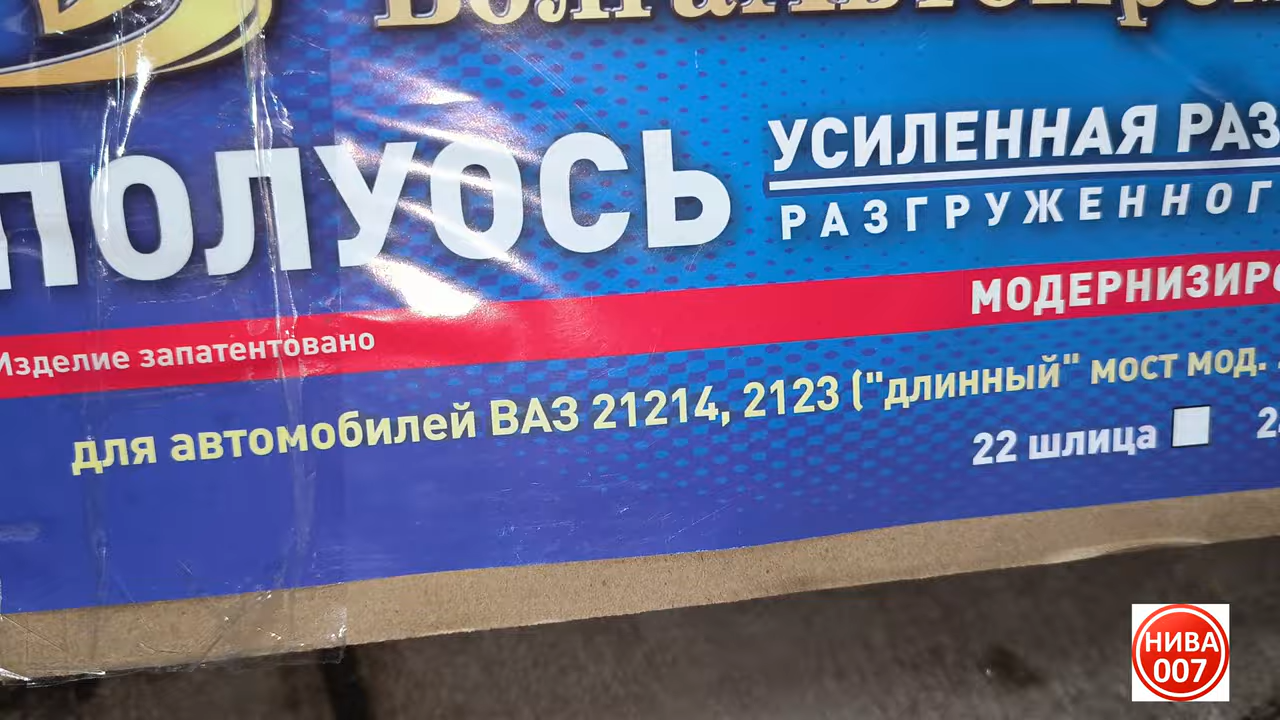 ВолгаАвтоПром
ПОЛУОСЬ
УСИЛЕННАЯ РАЗ
РАЗГРУЖЕННОГ
МОДЕРНИЗИРО
Изделие запатентовано
для автомобилей ВАЗ 21214, 2123 ("длинный" мост мод.
22 шлица
НИВА
007